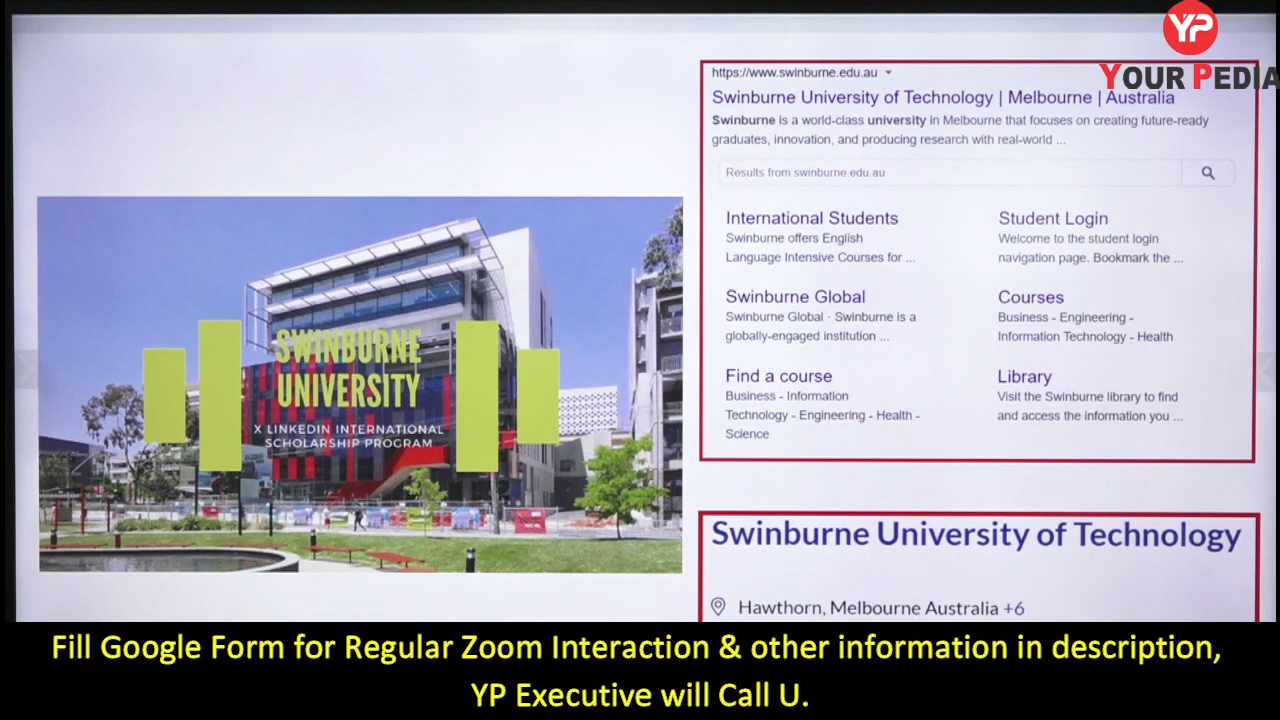 YP
YOUR PEDIA
https://www.swinburne.edu.au
Swinburne University of Technology | Melbourne | Australia
Swinburne is a world-class university in Melbourne that focuses on creating future-ready
graduates, innovation, and producing research with real-world ...
Results from swinburne.edu.au
International Students
Swinburne offers English
Language Intensive Courses for ...
Student Login
Welcome to the student login
navigation page. Bookmark the ...
Swinburne Global
Swinburne Global · Swinburne is a
globally-engaged institution ...
Courses
Business - Engineering -
Information Technology - Health
Find a course
Business - Information
Technology - Engineering - Health -
Science
Library
Visit the Swinburne library to find
and access the information you ...
SWINBURNE
UNIVERSITY
X LINKEDIN INTERNATIONAL
SCHOLARSHIP PROGRAM
Swinburne University of Technology
Hawthorn, Melbourne Australia +6
Fill Google Form for Regular Zoom Interaction & other information in description,
YP Executive will Call U.